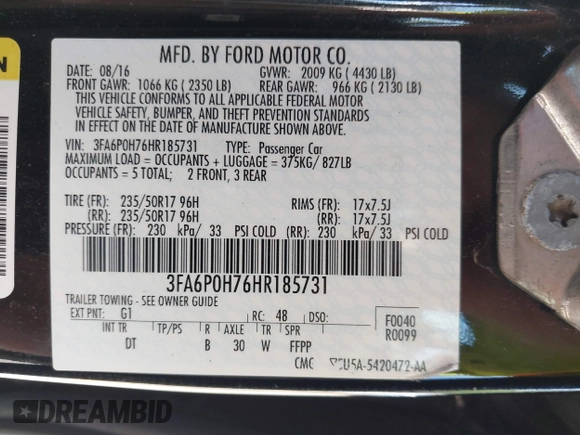 MFD. BY FORD MOTOR CO.
DATE: 08/16 GVWR: 2009 KG ( 4430 LB)
FRONT GAWR: 1066 KG ( 2350 LB) REAR GAWR: 966 KG ( 2130 LB)
THIS VEHICLE CONFORMS TO ALL APPLICABLE FEDERAL MOTOR
VEHICLE SAFETY, BUMPER, AND THEFT PREVENTION STANDARDS
IN EFFECT ON THE DATE OF MANUFACTURE SHOWN ABOVE.
VIN: 3FA6P0H76HR185731 TYPE: Passenger Car
MAXIMUM LOAD = OCCUPANTS + LUGGAGE = 375KG/ 827LB
OCCUPANTS = 5 TOTAL; 2 FRONT, 3 REAR
TIRE (FR): 235/50R17 96H RIMS (FR): 17x7.5J
(RR): 235/50R17 96H (RR): 17x7.5J
PRESSURE (FR): 230 kPa/ 33 PSI COLD (RR): 230 kPa/ 33 PSI COLD
3FA6P0H76HR185731
TRAILER TOWING - SEE OWNER GUIDE
EXT PNT: G1 RC: 48 DSO: F0040
R0099
INT TR TP/PS R AXLE TR SPR
DT B 30 W FFPP
CMC 5U5A-5420472-AA
DREAMBID